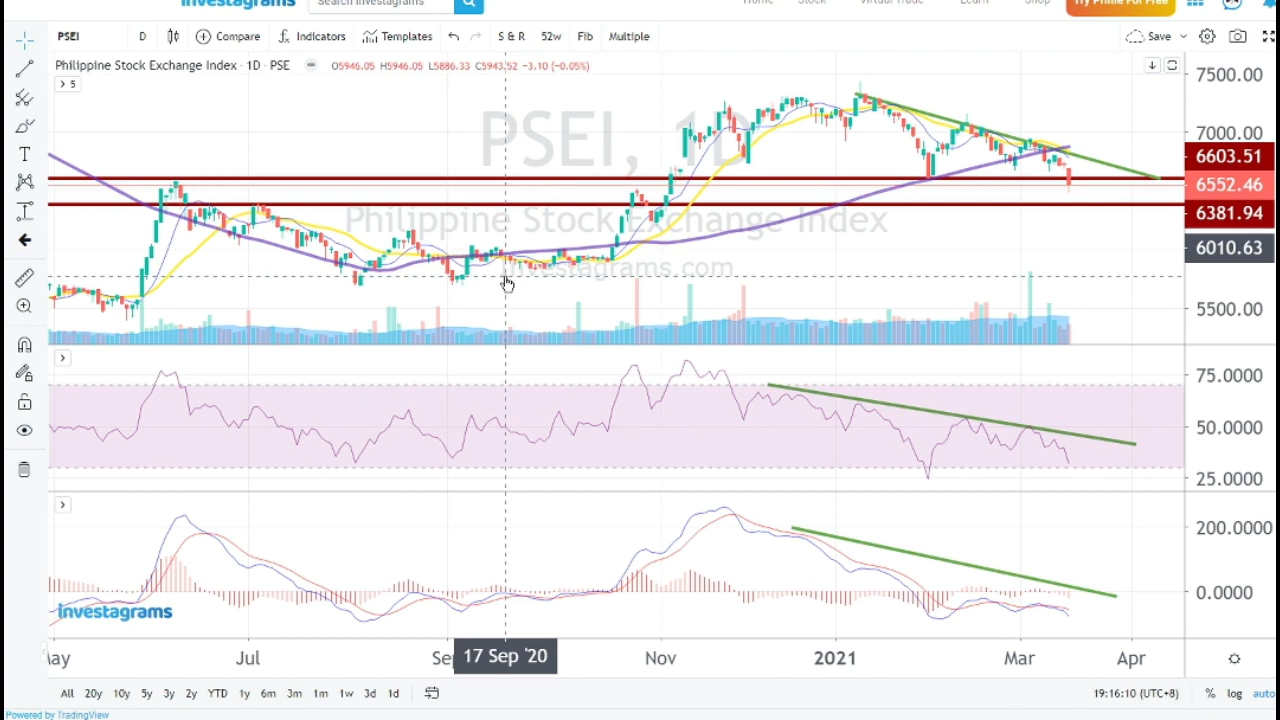 Investagrams
Search Investagrams
Home Stock Virtual Trade Learn Shop Try Prime For Free
PSEI D Compare Indicators Templates S & R 52w Fib Multiple Save
Philippine Stock Exchange Index · 1D · PSE O5946.05 H5946.05 L5886.33 C5943.52 −3.10 (−0.05%)
5
PSEI, 1D
Philippine Stock Exchange Index
investagrams.com
7500.00
7000.00
6603.51
6552.46
6381.94
6010.63
5500.00
75.0000
50.0000
25.0000
200.0000
0.0000
investagrams
May Jul Sep 17 Sep '20 Nov 2021 Mar Apr
All 20y 10y 5y 3y 2y YTD 1y 6m 3m 1m 1w 3d 1d 19:16:10 (UTC+8) % log auto
Powered by TradingView